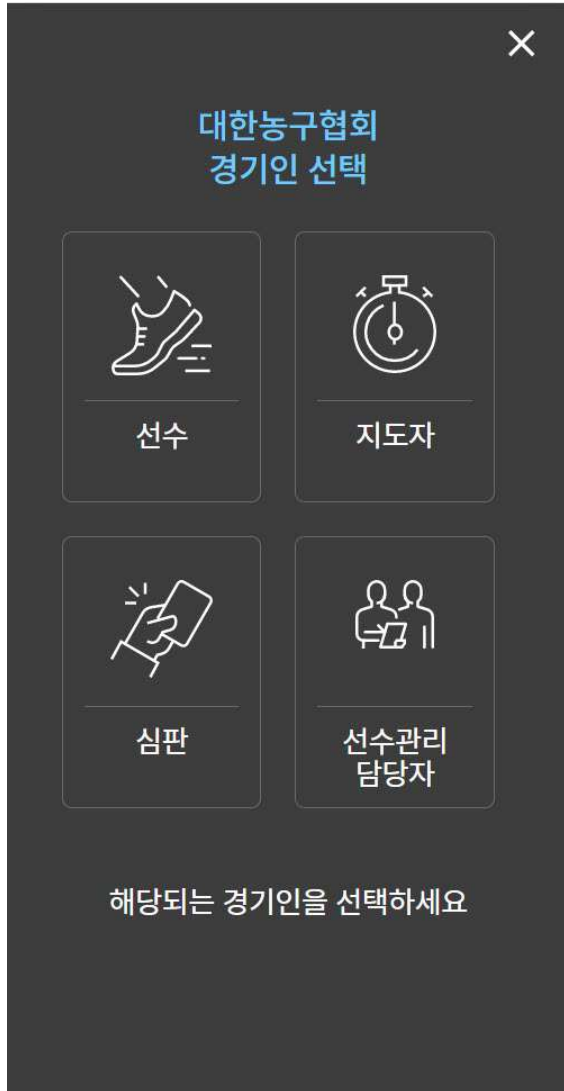 대한농구협회
경기인 선택
선수
지도자
심판
선수관리
담당자
해당되는 경기인을 선택하세요